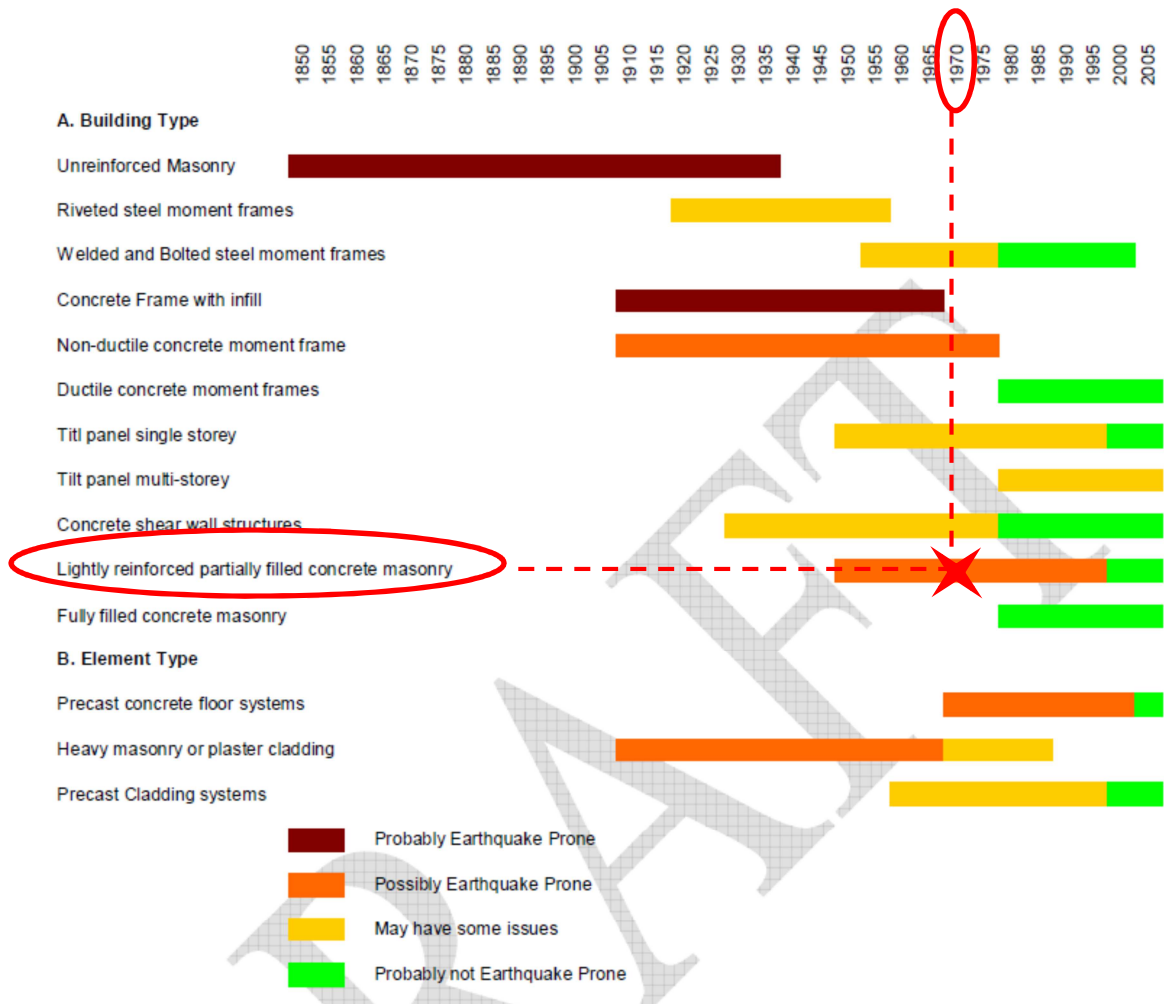 1850 1855 1860 1865 1870 1875 1880 1885 1890 1895 1900 1905 1910 1915 1920 1925 1930 1935 1940 1945 1950 1955 1960 1965 1970 1975 1980 1985 1990 1995 2000 2005
A. Building Type
Unreinforced Masonry
Riveted steel moment frames
Welded and Bolted steel moment frames
Concrete Frame with infill
Non-ductile concrete moment frame
Ductile concrete moment frames
Titl panel single storey
Tilt panel multi-storey
Concrete shear wall structures
Lightly reinforced partially filled concrete masonry
Fully filled concrete masonry
B. Element Type
Precast concrete floor systems
Heavy masonry or plaster cladding
Precast Cladding systems
Probably Earthquake Prone
Possibly Earthquake Prone
May have some issues
Probably not Earthquake Prone
RAFT